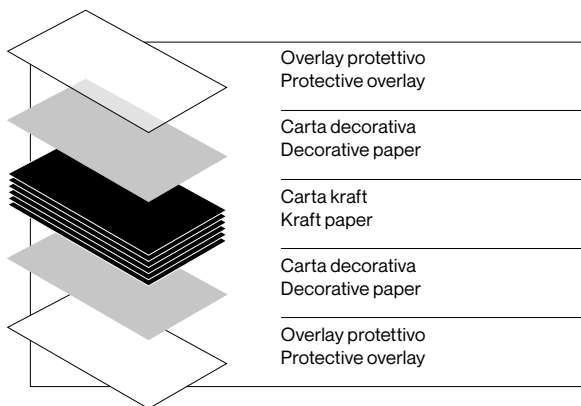 Overlay protettivo
Protective overlay
Carta decorativa
Decorative paper
Carta kraft
Kraft paper
Carta decorativa
Decorative paper
Overlay protettivo
Protective overlay